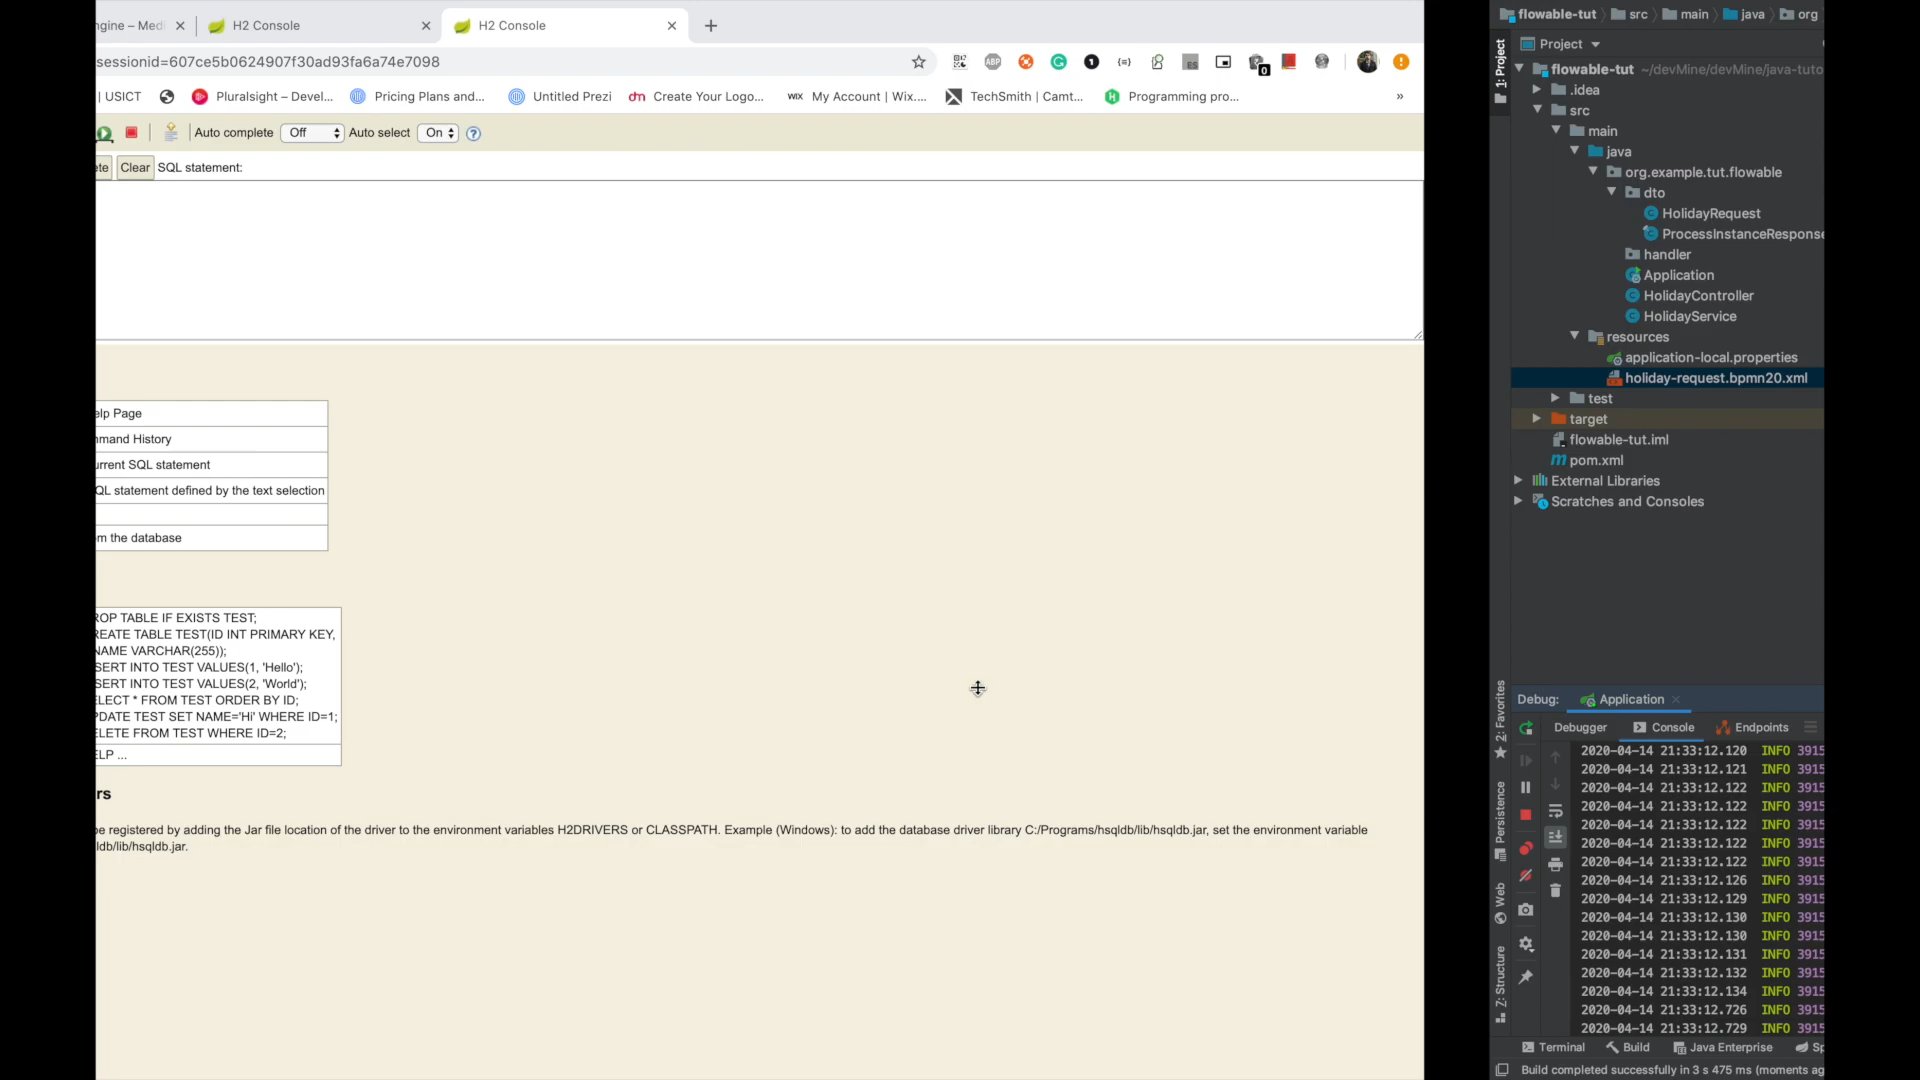 ngine – Med
H2 Console
H2 Console
sessionid=607ce5b0624907f30ad93fa6a74e7098
ABP
1
{=}
ES
0
USICT
Pluralsight – Devel...
Pricing Plans and...
Untitled Prezi
dm Create Your Logo...
WIX My Account | Wix....
TechSmith | Camt...
Programming pro...
»
Auto complete Off Auto select On ?
ete Clear SQL statement:
elp Page
mmand History
urrent SQL statement
QL statement defined by the text selection
m the database
ROP TABLE IF EXISTS TEST;
REATE TABLE TEST(ID INT PRIMARY KEY,
NAME VARCHAR(255));
SERT INTO TEST VALUES(1, 'Hello');
SERT INTO TEST VALUES(2, 'World');
LECT * FROM TEST ORDER BY ID;
PDATE TEST SET NAME='Hi' WHERE ID=1;
ELETE FROM TEST WHERE ID=2;
ELP ...
rs
be registered by adding the Jar file location of the driver to the environment variables H2DRIVERS or CLASSPATH. Example (Windows): to add the database driver library C:/Programs/hsqldb/lib/hsqldb.jar, set the environment variable
ldb/lib/hsqldb.jar.
flowable-tut src main java org
1: Project
Project
flowable-tut ~/devMine/devMine/java-tuto
.idea
src
main
java
org.example.tut.flowable
dto
HolidayRequest
ProcessInstanceResponse
handler
Application
HolidayController
HolidayService
resources
application-local.properties
holiday-request.bpmn20.xml
test
target
flowable-tut.iml
pom.xml
External Libraries
Scratches and Consoles
2: Favorites
Persistence
Web
Z: Structure
Debug: Application
Debugger Console Endpoints
2020-04-14 21:33:12.120 INFO 3915
2020-04-14 21:33:12.121 INFO 3915
2020-04-14 21:33:12.122 INFO 3915
2020-04-14 21:33:12.122 INFO 3915
2020-04-14 21:33:12.122 INFO 3915
2020-04-14 21:33:12.122 INFO 3915
2020-04-14 21:33:12.122 INFO 3915
2020-04-14 21:33:12.126 INFO 3915
2020-04-14 21:33:12.129 INFO 3915
2020-04-14 21:33:12.130 INFO 3915
2020-04-14 21:33:12.130 INFO 3915
2020-04-14 21:33:12.131 INFO 3915
2020-04-14 21:33:12.132 INFO 3915
2020-04-14 21:33:12.134 INFO 3915
2020-04-14 21:33:12.726 INFO 3915
2020-04-14 21:33:12.729 INFO 3915
Terminal Build Java Enterprise Sp
Build completed successfully in 3 s 475 ms (moments ag